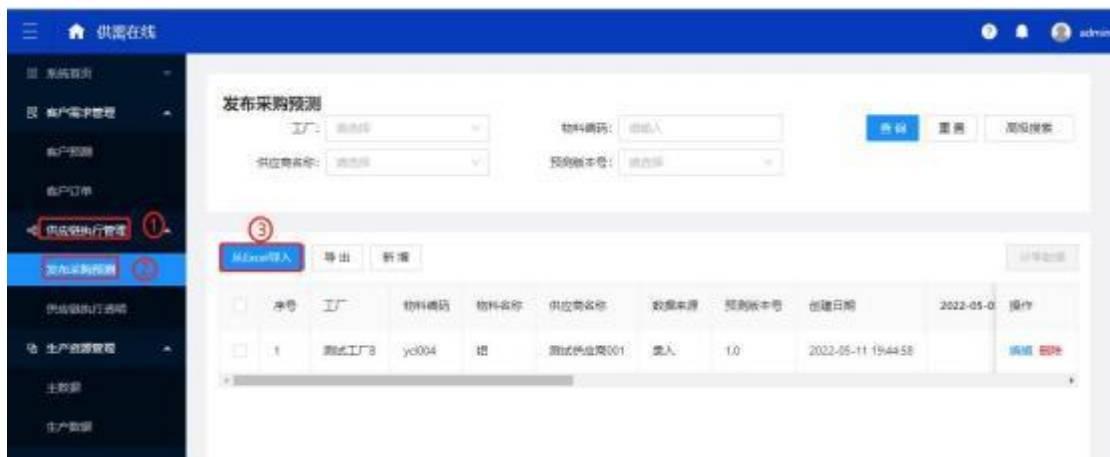 供需在线
admin
系统首页
客户需求管理
客户预测
客户订单
供应链执行管理 ①
发布采购预测 ②
供应链执行透明
生产资源管理
主数据
生产数据
发布采购预测
工厂: 请选择 物料编码: 请输入 查询 重置 高级搜索
供应商名称: 请选择 预测版本号: 请选择
③
从Excel导入 导出 新增
序号 工厂 物料编码 物料名称 供应商名称 数据来源 预测版本号 创建日期 2022-05-0 操作
1 测试工厂B ycl004 铝 测试供应商001 录入 1.0 2022-05-11 19:44:58 编辑 删除